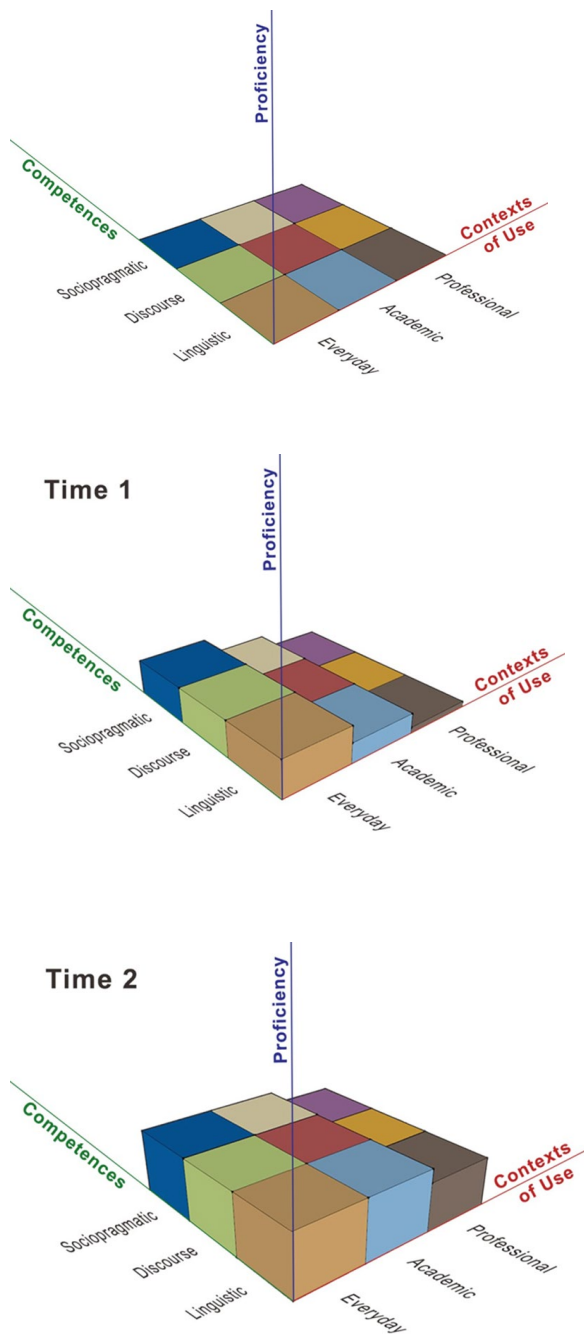 Proficiency
Competences
Contexts
of Use
Sociopragmatic
Discourse
Linguistic
Professional
Academic
Everyday
Time 1
Proficiency
Competences
Contexts
of Use
Sociopragmatic
Discourse
Linguistic
Professional
Academic
Everyday
Time 2
Proficiency
Competences
Contexts
of Use
Sociopragmatic
Discourse
Linguistic
Professional
Academic
Everyday